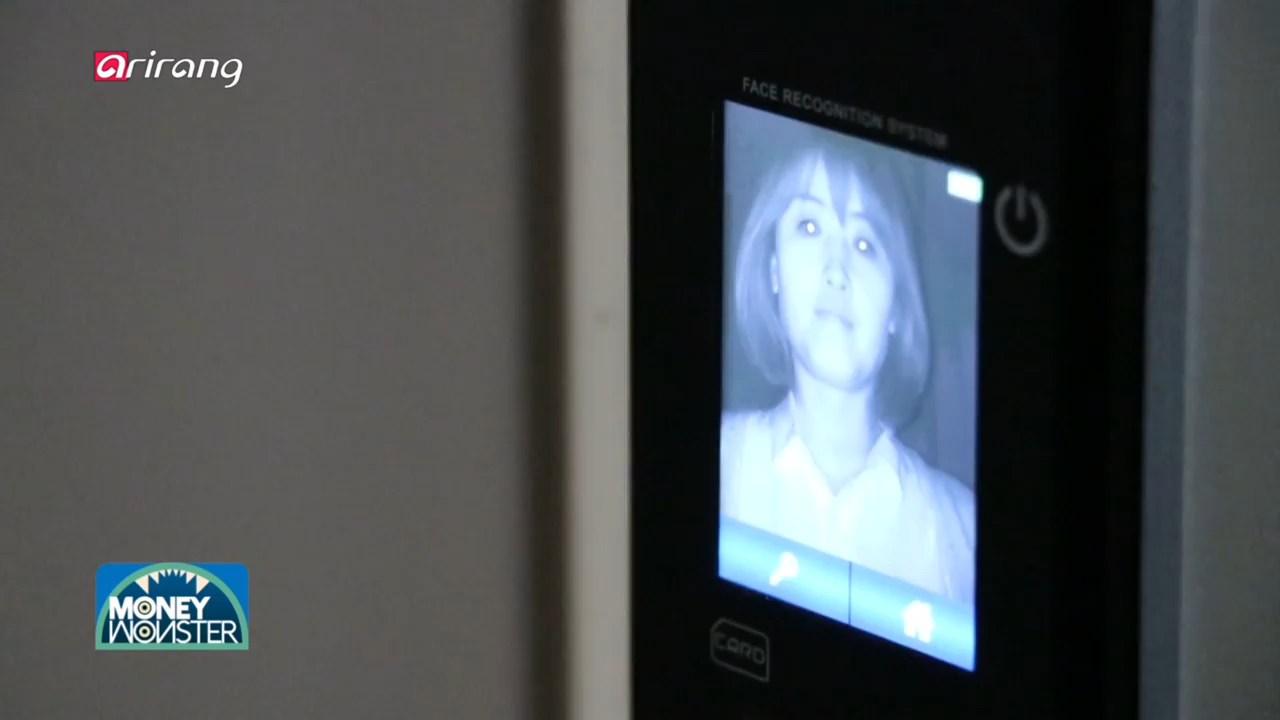 arirang
FACE RECOGNITION SYSTEM
MONEY
MONSTER
CARD